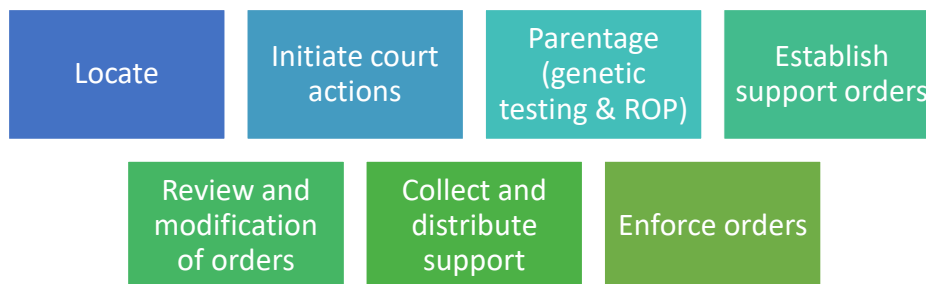 Locate
Initiate court
actions
Parentage
(genetic
testing & ROP)
Establish
support orders
Review and
modification
of orders
Collect and
distribute
support
Enforce orders